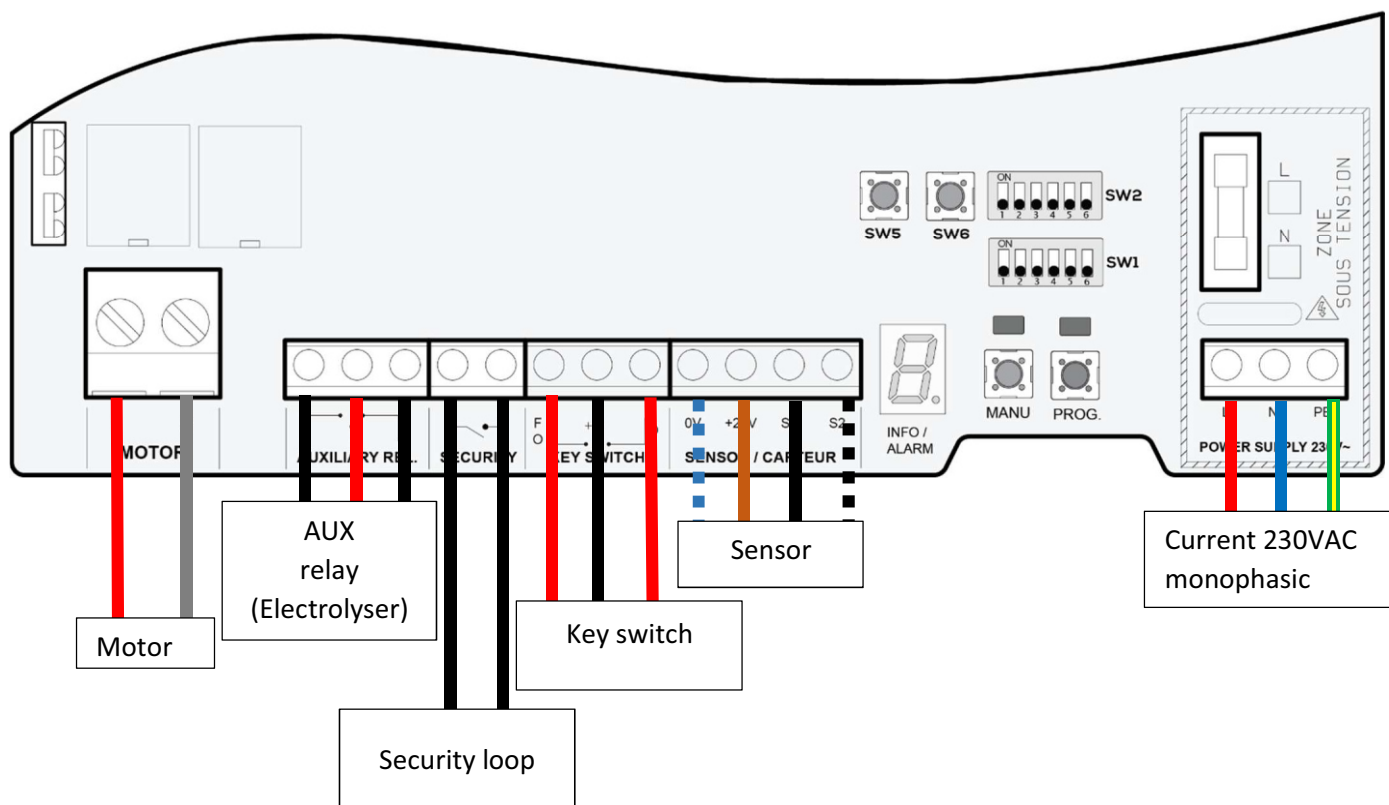 ON
1 2 3 4 5 6
SW2
SW5
SW6
ON
1 2 3 4 5 6
SW1
L
N
ZONE
SOUS TENSION
MANU
PROG.
INFO /
ALARM
F
O
0V
S2
N
PE
MOTOR
SECURITY
KEY SWITCH
POWER SUPPLY
Motor
AUX
relay
(Electrolyser)
Security loop
Key switch
Sensor
Current 230VAC
monophasic